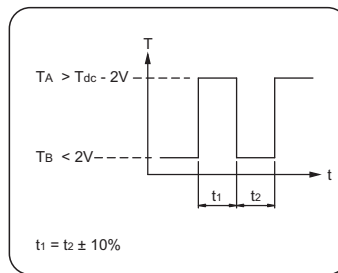 T
TA > Tdc - 2V
TB < 2V
t
t1 t2
t1 = t2 ± 10%